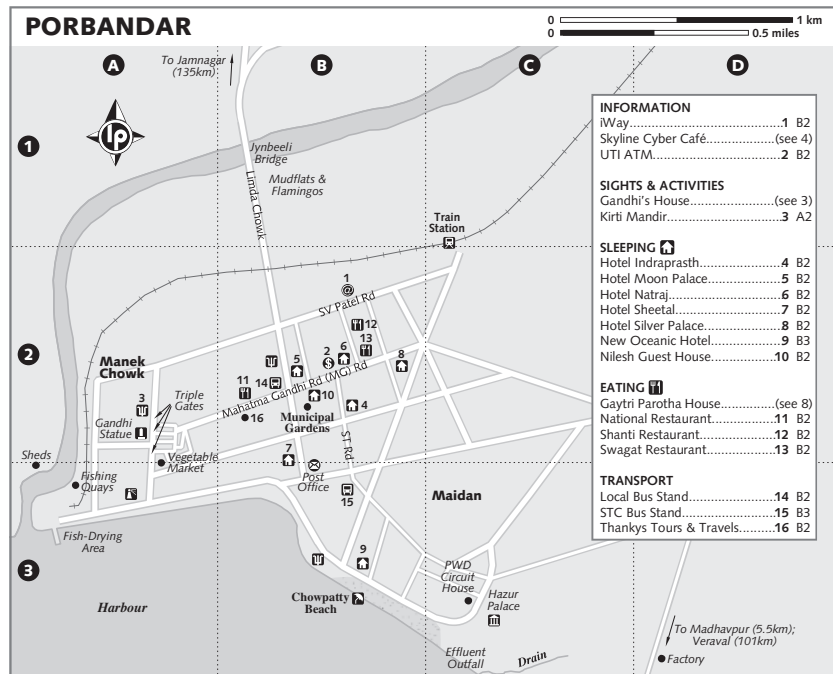 PORBANDAR
0 1 km
0 0.5 miles
A B C D
To Jamnagar
(135km)
lp
1
Jynbeeli
Bridge
Mudflats &
Flamingos
Limda Chowk
Train
Station
INFORMATION
iWay..............................1 B2
Skyline Cyber Café..................(see 4)
UTI ATM..............................2 B2
SIGHTS & ACTIVITIES
Gandhi's House........................(see 3)
Kirti Mandir..............................3 A2
SLEEPING
Hotel Indraprasth........................4 B2
Hotel Moon Palace........................5 B2
Hotel Natraj..............................6 B2
Hotel Sheetal..............................7 B2
Hotel Silver Palace........................8 B2
New Oceanic Hotel........................9 B3
Nilesh Guest House.....................10 B2
EATING
Gaytri Parotha House..................(see 8)
National Restaurant.....................11 B2
Shanti Restaurant........................12 B2
Swagat Restaurant.....................13 B2
TRANSPORT
Local Bus Stand........................14 B2
STC Bus Stand...........................15 B3
Thankys Tours & Travels..........16 B2
2
1
@
SV Patel Rd
12
13
2
$
6
5
8
Manek
Chowk
11
14
Mahatma Gandhi Rd (MG) Rd
10
4
16
Municipal
Gardens
3
Triple
Gates
Gandhi
Statue
ST Rd
7
Sheds
Vegetable
Market
Fishing
Quays
Post
Office
15
Maidan
Fish-Drying
Area
3
9
PWD
Circuit
House
Hazur
Palace
Harbour
Chowpatty
Beach
Effluent
Outfall
Drain
To Madhavpur (5.5km);
Veraval (101km)
Factory